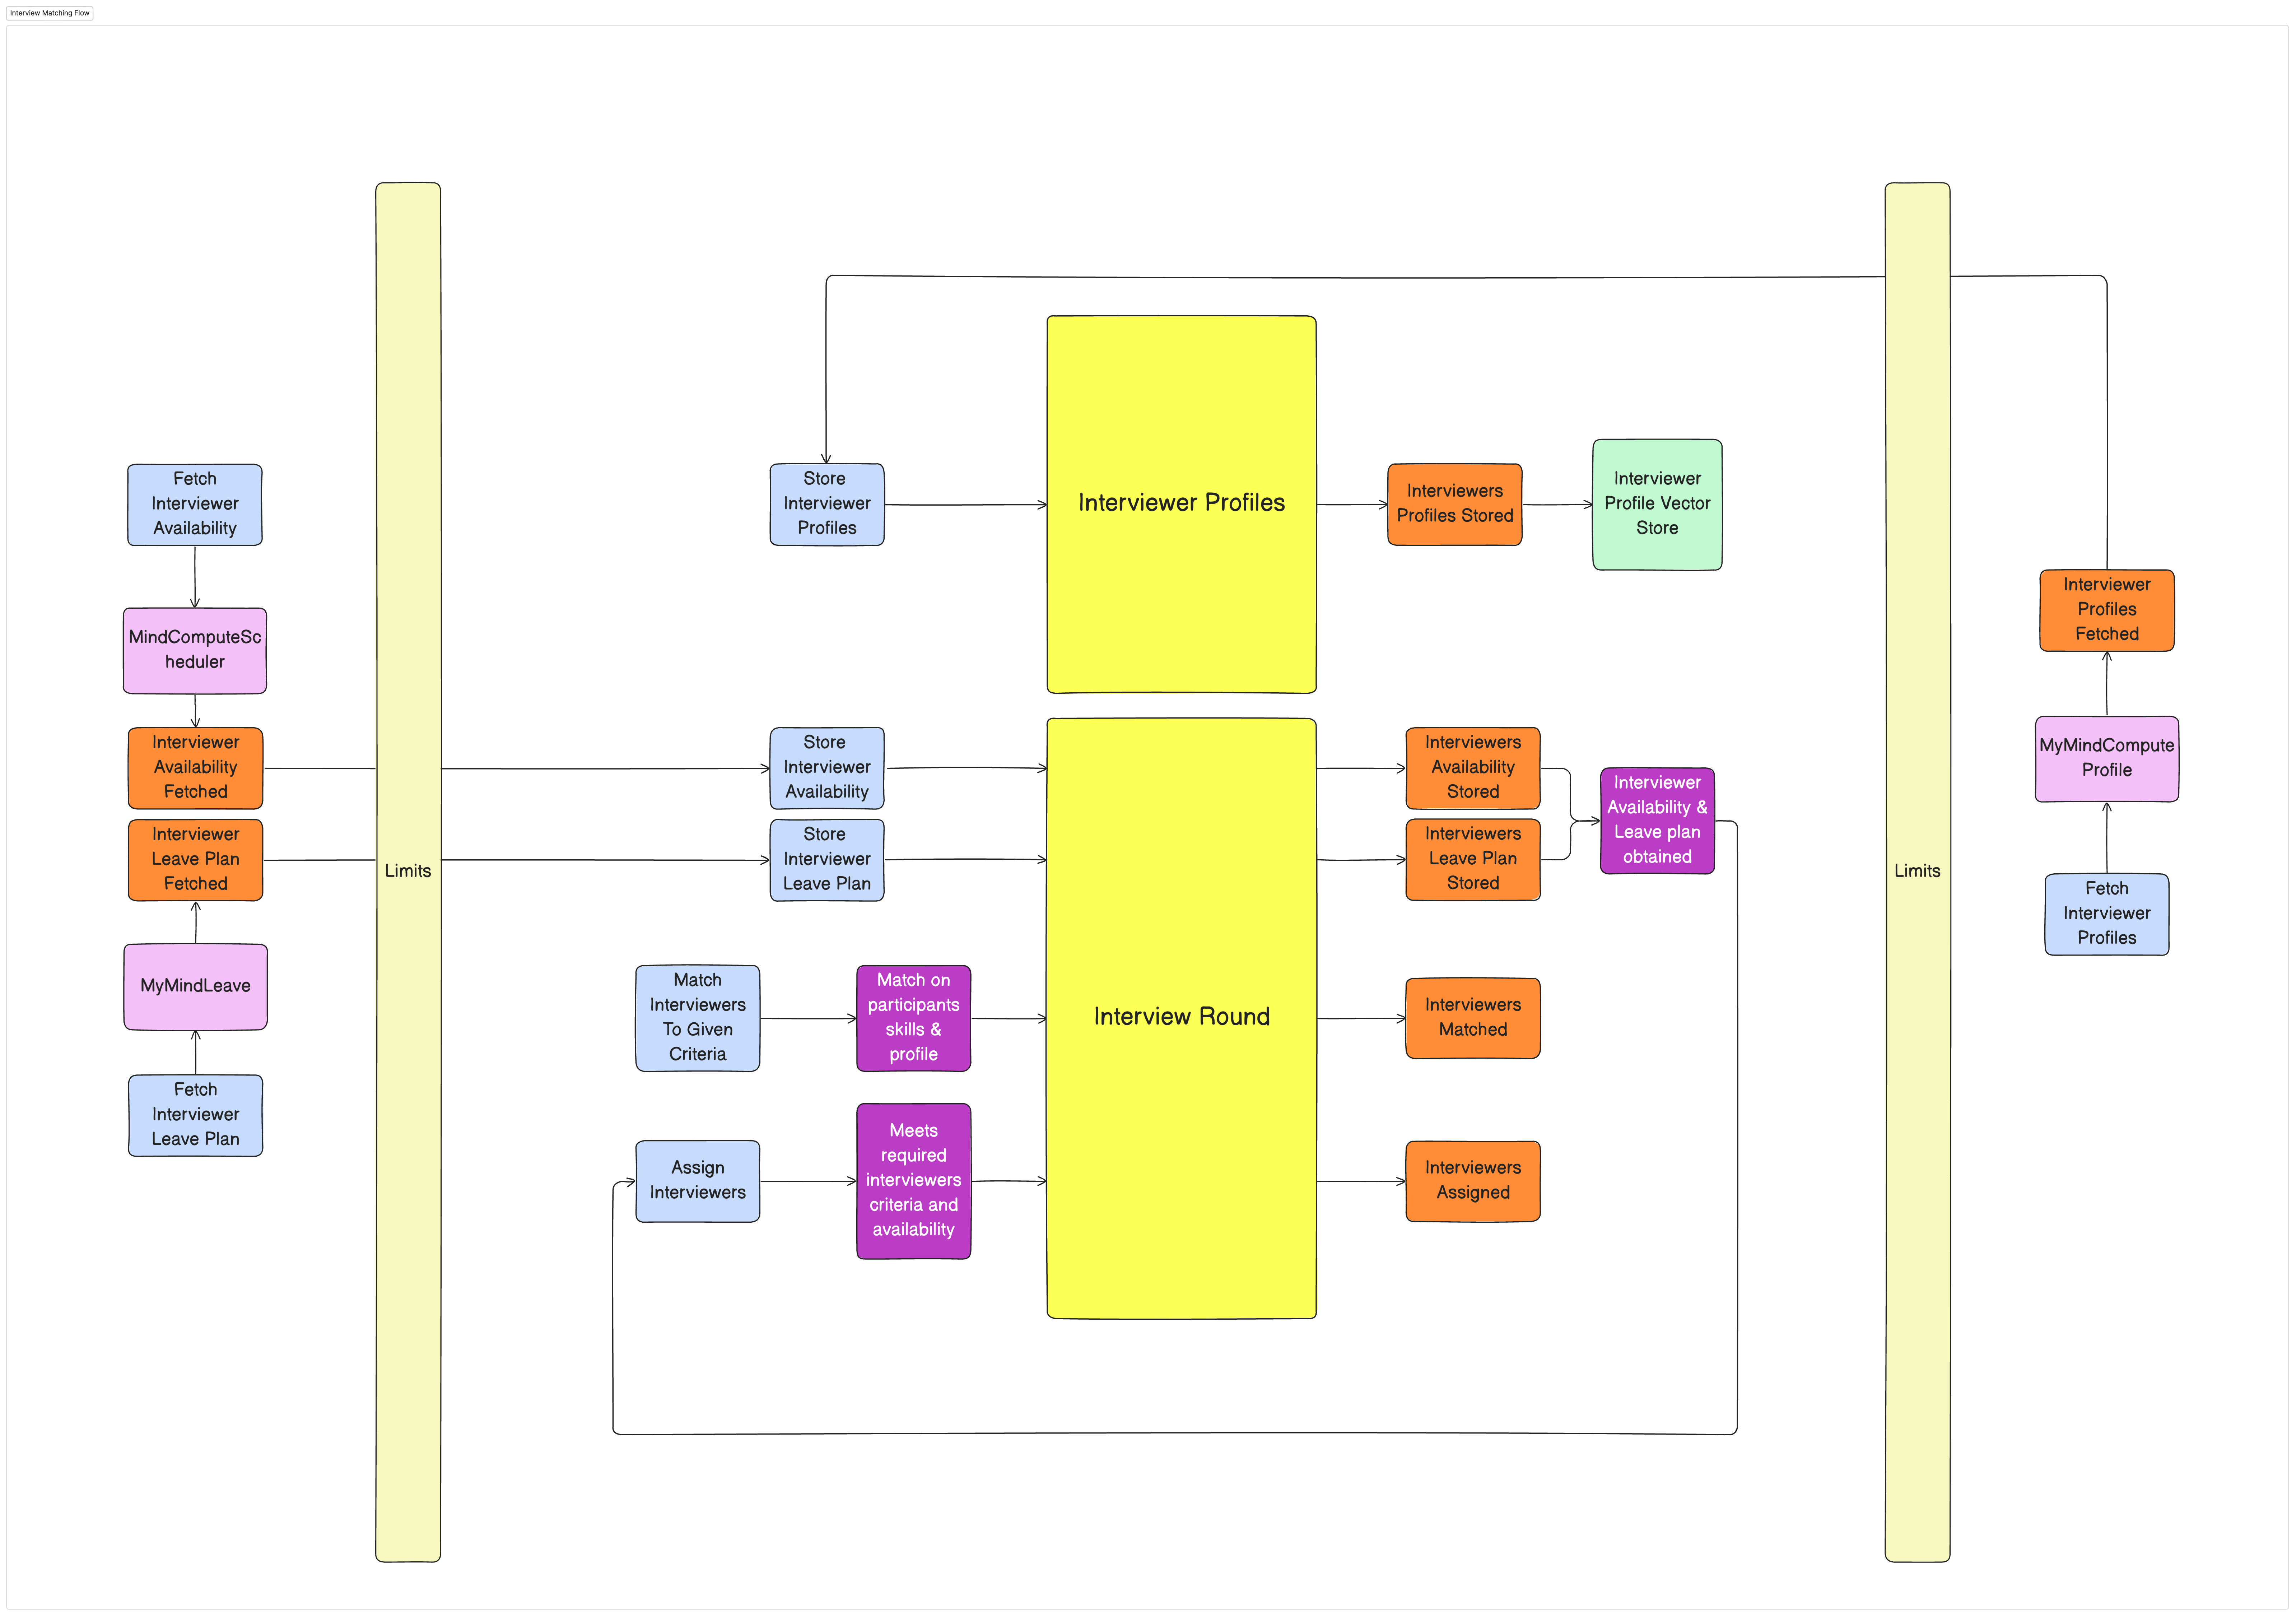 Interview Matching Flow
Fetch
Interviewer
Availability
MindComputeSc
heduler
Interviewer
Availability
Fetched
Interviewer
Leave Plan
Fetched
MyMindLeave
Fetch
Interviewer
Leave Plan
Limits
Store
Interviewer
Profiles
Interviewer Profiles
Interviewers
Profiles Stored
Interviewer
Profile Vector
Store
Store
Interviewer
Availability
Store
Interviewer
Leave Plan
Match
Interviewers
To Given
Criteria
Match on
participants
skills &
profile
Assign
Interviewers
Meets
required
interviewers
criteria and
availability
Interview Round
Interviewers
Availability
Stored
Interviewers
Leave Plan
Stored
Interviewer
Availability &
Leave plan
obtained
Interviewers
Matched
Interviewers
Assigned
Limits
Interviewer
Profiles
Fetched
MyMindCompute
Profile
Fetch
Interviewer
Profiles